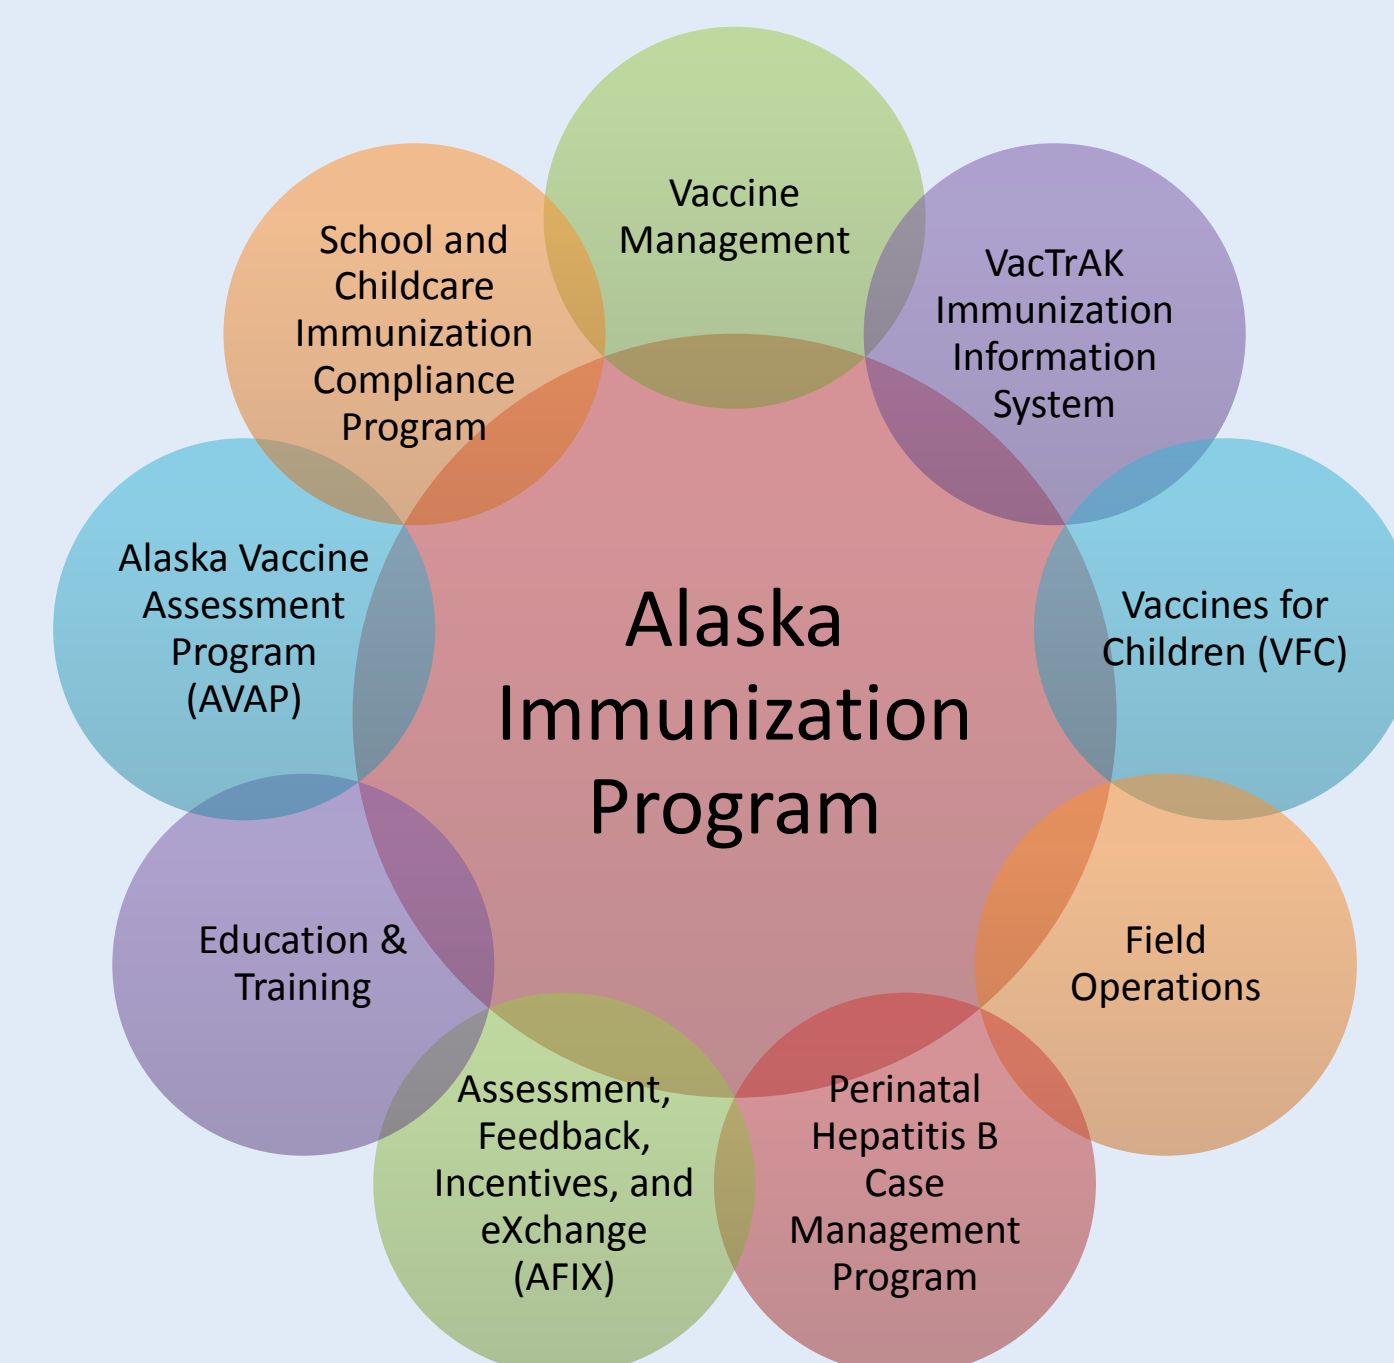 Vaccine
Management
VacTrAK
Immunization
Information
System
Vaccines for
Children (VFC)
Field
Operations
Perinatal
Hepatitis B
Case
Management
Program
Assessment,
Feedback,
Incentives, and
eXchange
(AFIX)
Education &
Training
Alaska Vaccine
Assessment
Program
(AVAP)
School and
Childcare
Immunization
Compliance
Program
Alaska
Immunization
Program